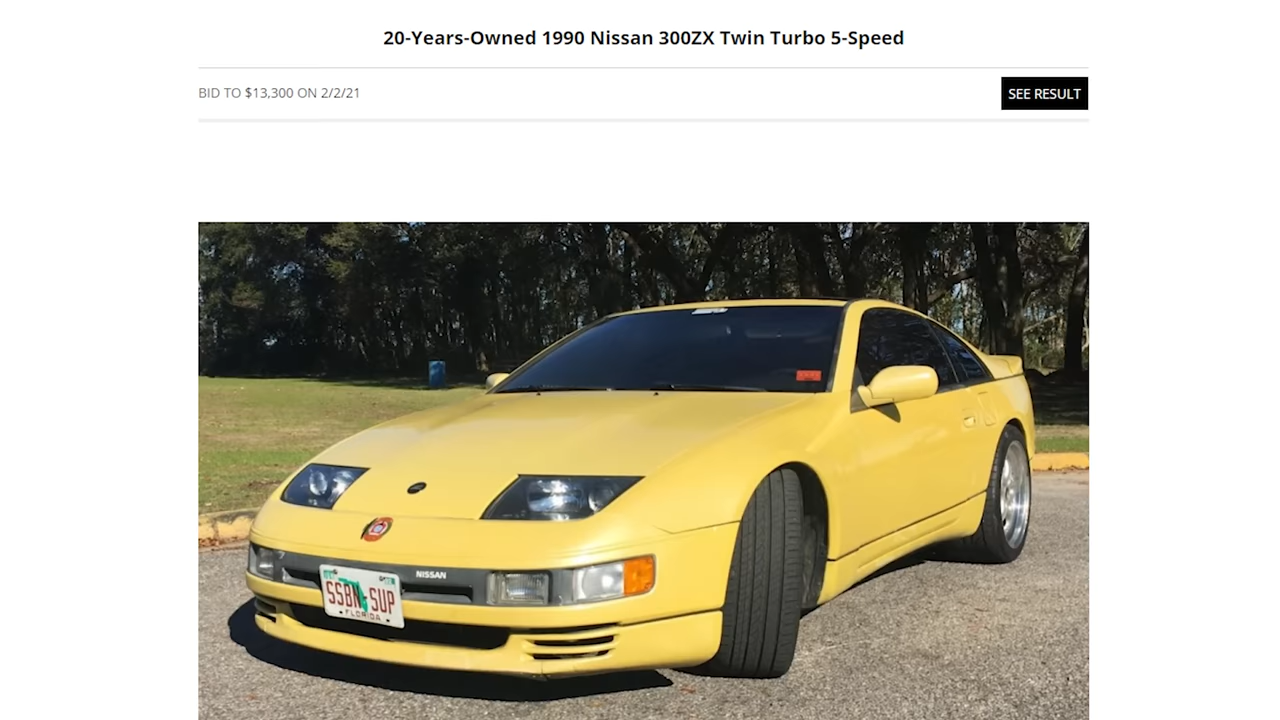 20-Years-Owned 1990 Nissan 300ZX Twin Turbo 5-Speed
BID TO $13,300 ON 2/2/21
SEE RESULT
NISSAN
SSBN SUP
FLORIDA